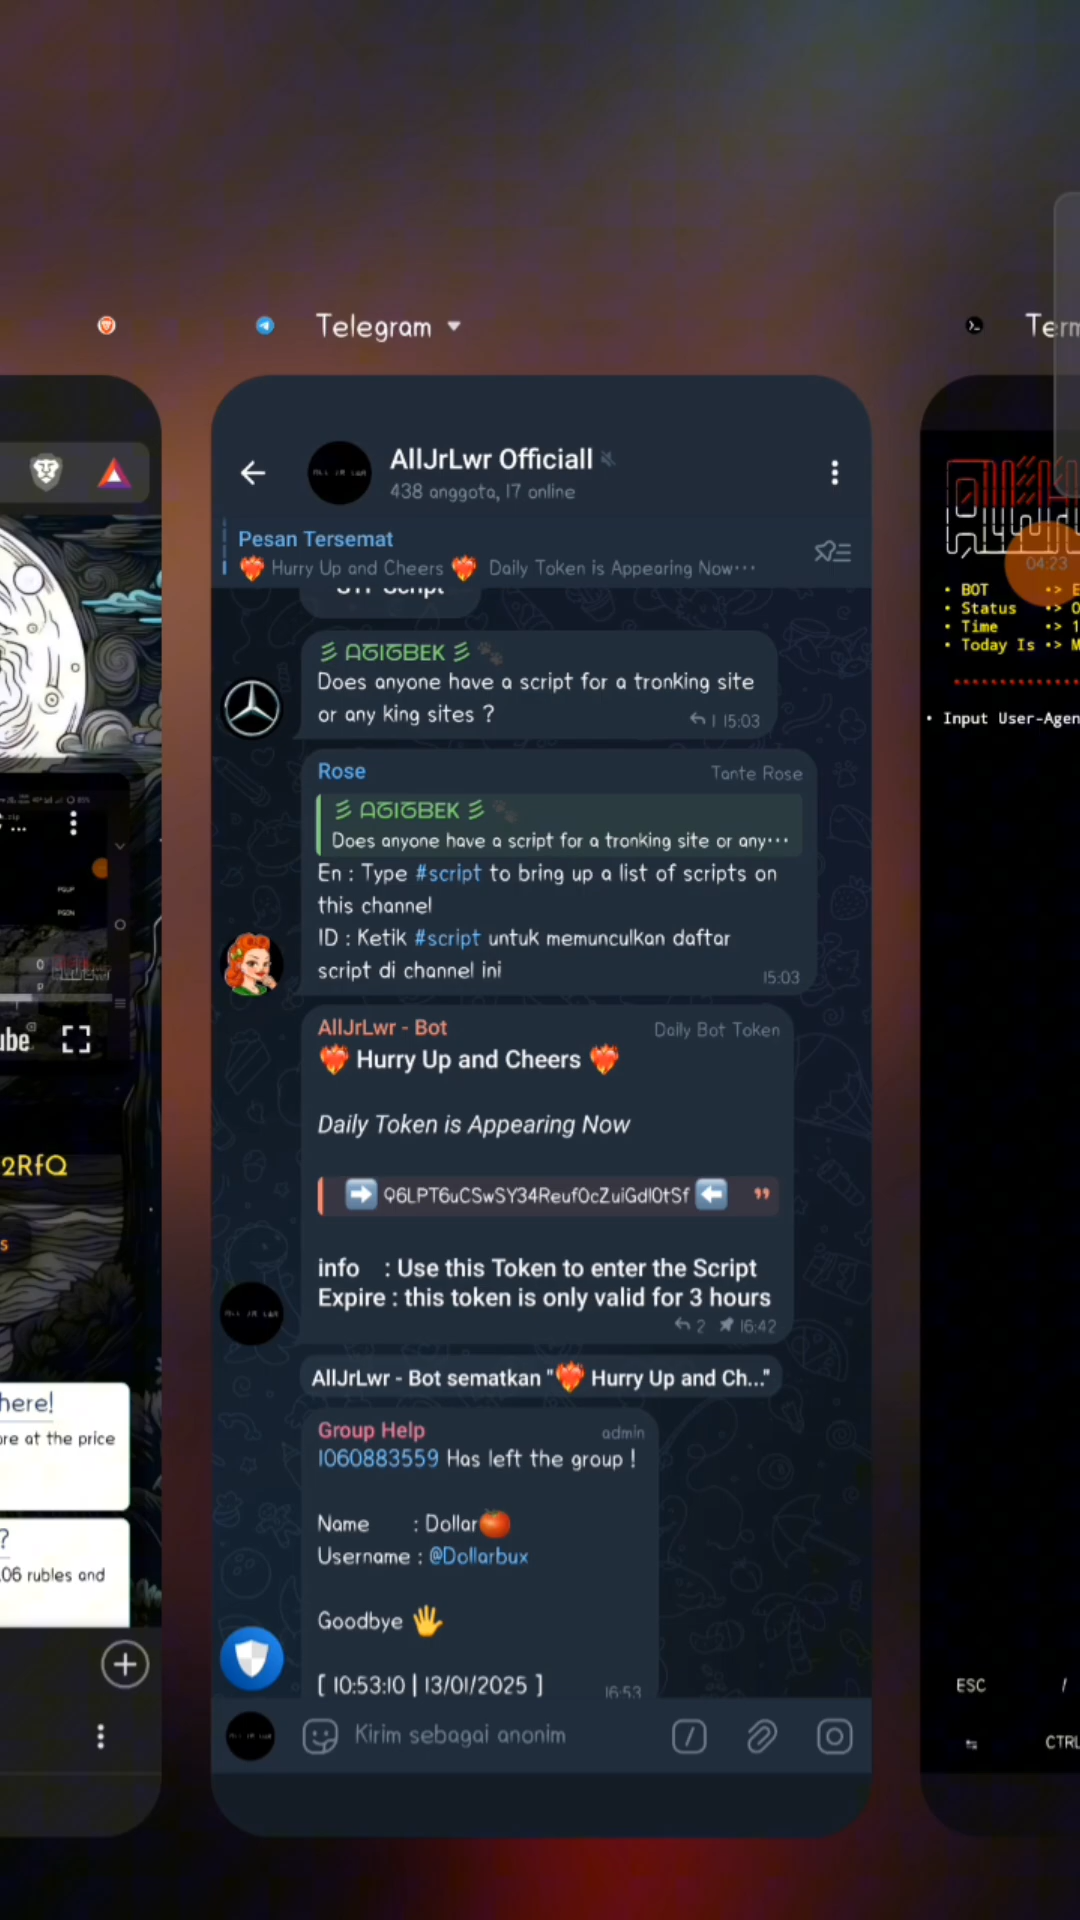 Telegram
AllJrLwr Officiall
438 anggota, 17 online
Pesan Tersemat
❤️‍🔥 Hurry Up and Cheers ❤️‍🔥 Daily Token is Appearing Now...
Does anyone have a script for a tronking site
or any king sites ?
1 15:03
Rose
Tante Rose
Does anyone have a script for a tronking site or any...
En : Type #script to bring up a list of scripts on
this channel
ID : Ketik #script untuk memunculkan daftar
script di channel ini
15:03
AllJrLwr - Bot
Daily Bot Token
❤️‍🔥 Hurry Up and Cheers ❤️‍🔥
Daily Token is Appearing Now
➡️ Q6LPT6uCSwSY34ReufOcZuiGdl0tSf ⬅️
info : Use this Token to enter the Script
Expire : this token is only valid for 3 hours
2 16:42
AllJrLwr - Bot sematkan "❤️‍🔥 Hurry Up and Ch..."
Group Help
admin
1060883559 Has left the group !
Name : Dollar🍅
Username : @Dollarbux
Goodbye 🖐
[ 10:53:10 | 13/01/2025 ]
16:53
Kirim sebagai anonim
2RfQ
here!
ore at the price
?
.06 rubles and
04:23
• BOT •> E
• Status •> O
• Time •> 1
• Today Is •> M
• Input User-Agen
ESC /
CTRL